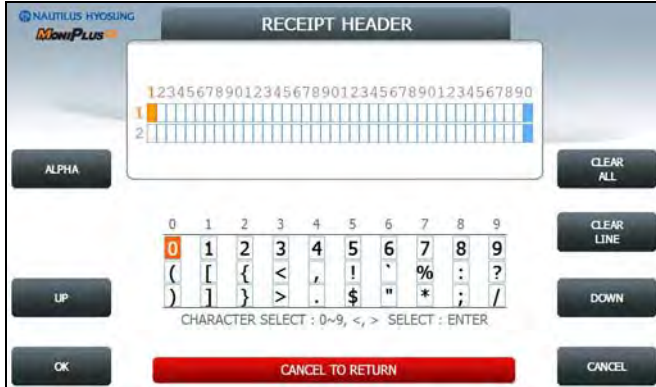 NAUTILUS HYOSUNG
MoniPlus
RECEIPT HEADER
1234567890123456789012345678901234567890
1
2
ALPHA
CLEAR
ALL
CLEAR
LINE
0 1 2 3 4 5 6 7 8 9
0 1 2 3 4 5 6 7 8 9
( [ { < , ! ` % : ?
) ] } > . $ " * ; /
UP
DOWN
CHARACTER SELECT : 0~9, <, > SELECT : ENTER
OK
CANCEL TO RETURN
CANCEL